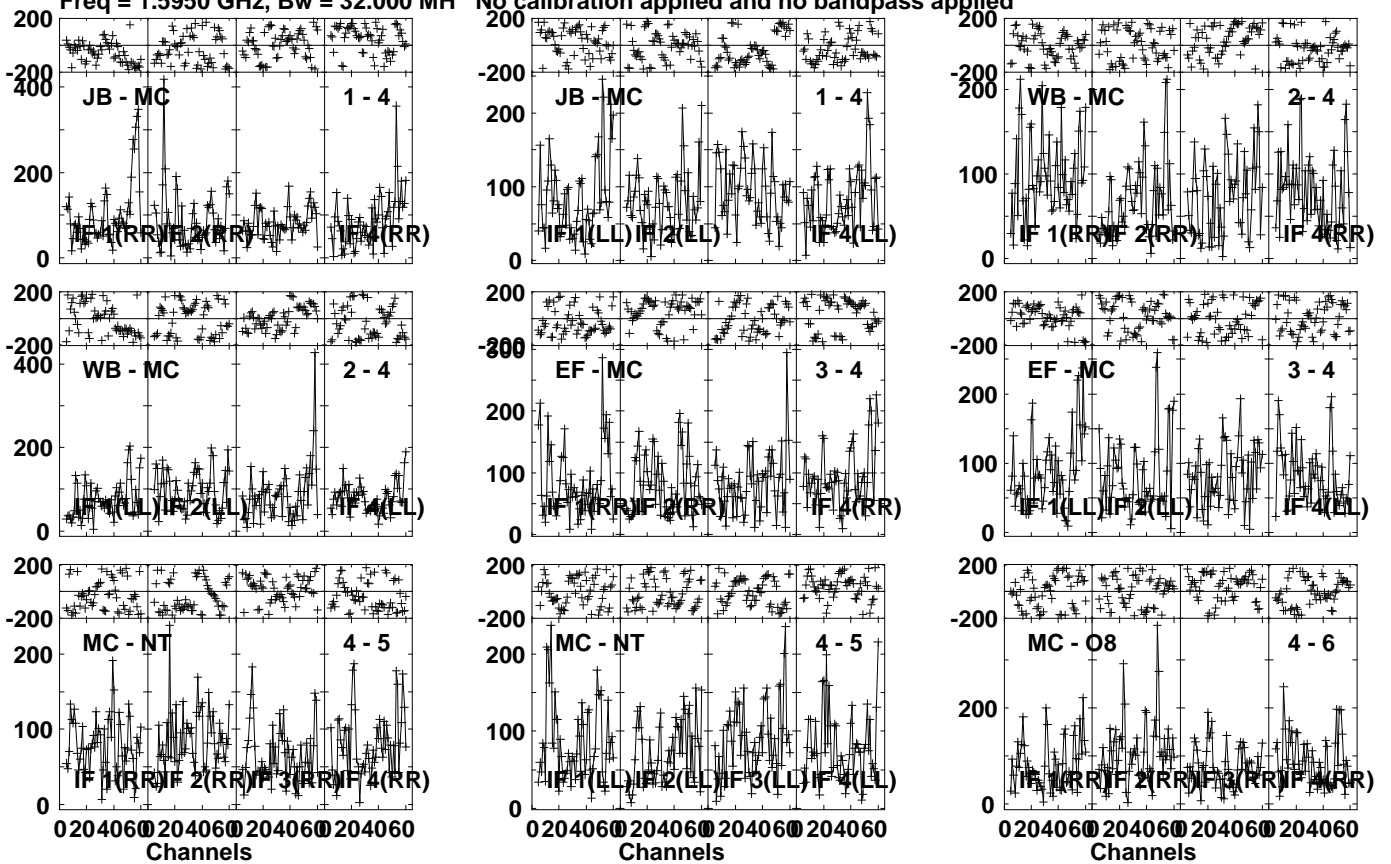 Freq = 1.5950 GHz, Bw = 32.000 MH No calibration applied and no bandpass applied
200
-200
400
200
0
JB - MC
1 - 4
IF 1(RR) IF 2(RR) IF 4(RR)
200
-200
200
100
0
JB - MC
1 - 4
IF 1(LL) IF 2(LL) IF 4(LL)
200
-200
200
100
0
WB - MC
2 - 4
IF 1(RR) IF 2(RR) IF 4(RR)
200
-200
400
200
0
WB - MC
2 - 4
IF 1(LL) IF 2(LL) IF 4(LL)
200
-200
300
200
100
0
EF - MC
3 - 4
IF 1(RR) IF 2(RR) IF 4(RR)
200
-200
200
100
0
EF - MC
3 - 4
IF 1(LL) IF 2(LL) IF 4(LL)
200
-200
200
100
0
MC - NT
4 - 5
IF 1(RR) IF 2(RR) IF 3(RR) IF 4(RR)
0 20 40 60 0 20 40 60 0 20 40 60 0 20 40 60
Channels
200
-200
200
100
0
MC - NT
4 - 5
IF 1(LL) IF 2(LL) IF 3(LL) IF 4(LL)
0 20 40 60 0 20 40 60 0 20 40 60 0 20 40 60
Channels
200
-200
200
0
MC - O8
4 - 6
IF 1(RR) IF 2(RR) IF 3(RR) IF 4(RR)
0 20 40 60 0 20 40 60 0 20 40 60 0 20 40 60
Channels